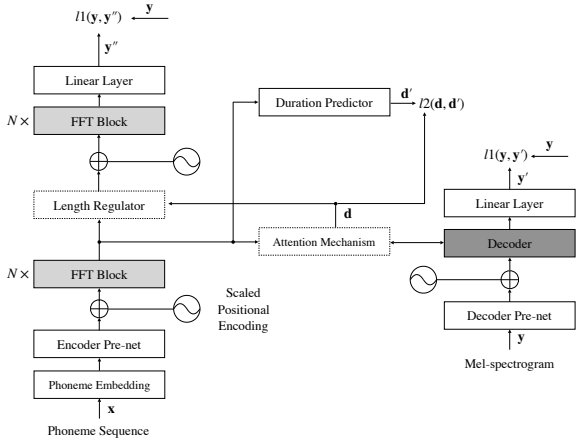 l1(y, y″)
y
y″
Linear Layer
N × FFT Block
Length Regulator
N × FFT Block
Scaled
Positional
Encoding
Encoder Pre-net
Phoneme Embedding
x
Phoneme Sequence
Duration Predictor
d′
l2(d, d′)
d
Attention Mechanism
l1(y, y′)
y
y′
Linear Layer
Decoder
Decoder Pre-net
y
Mel-spectrogram